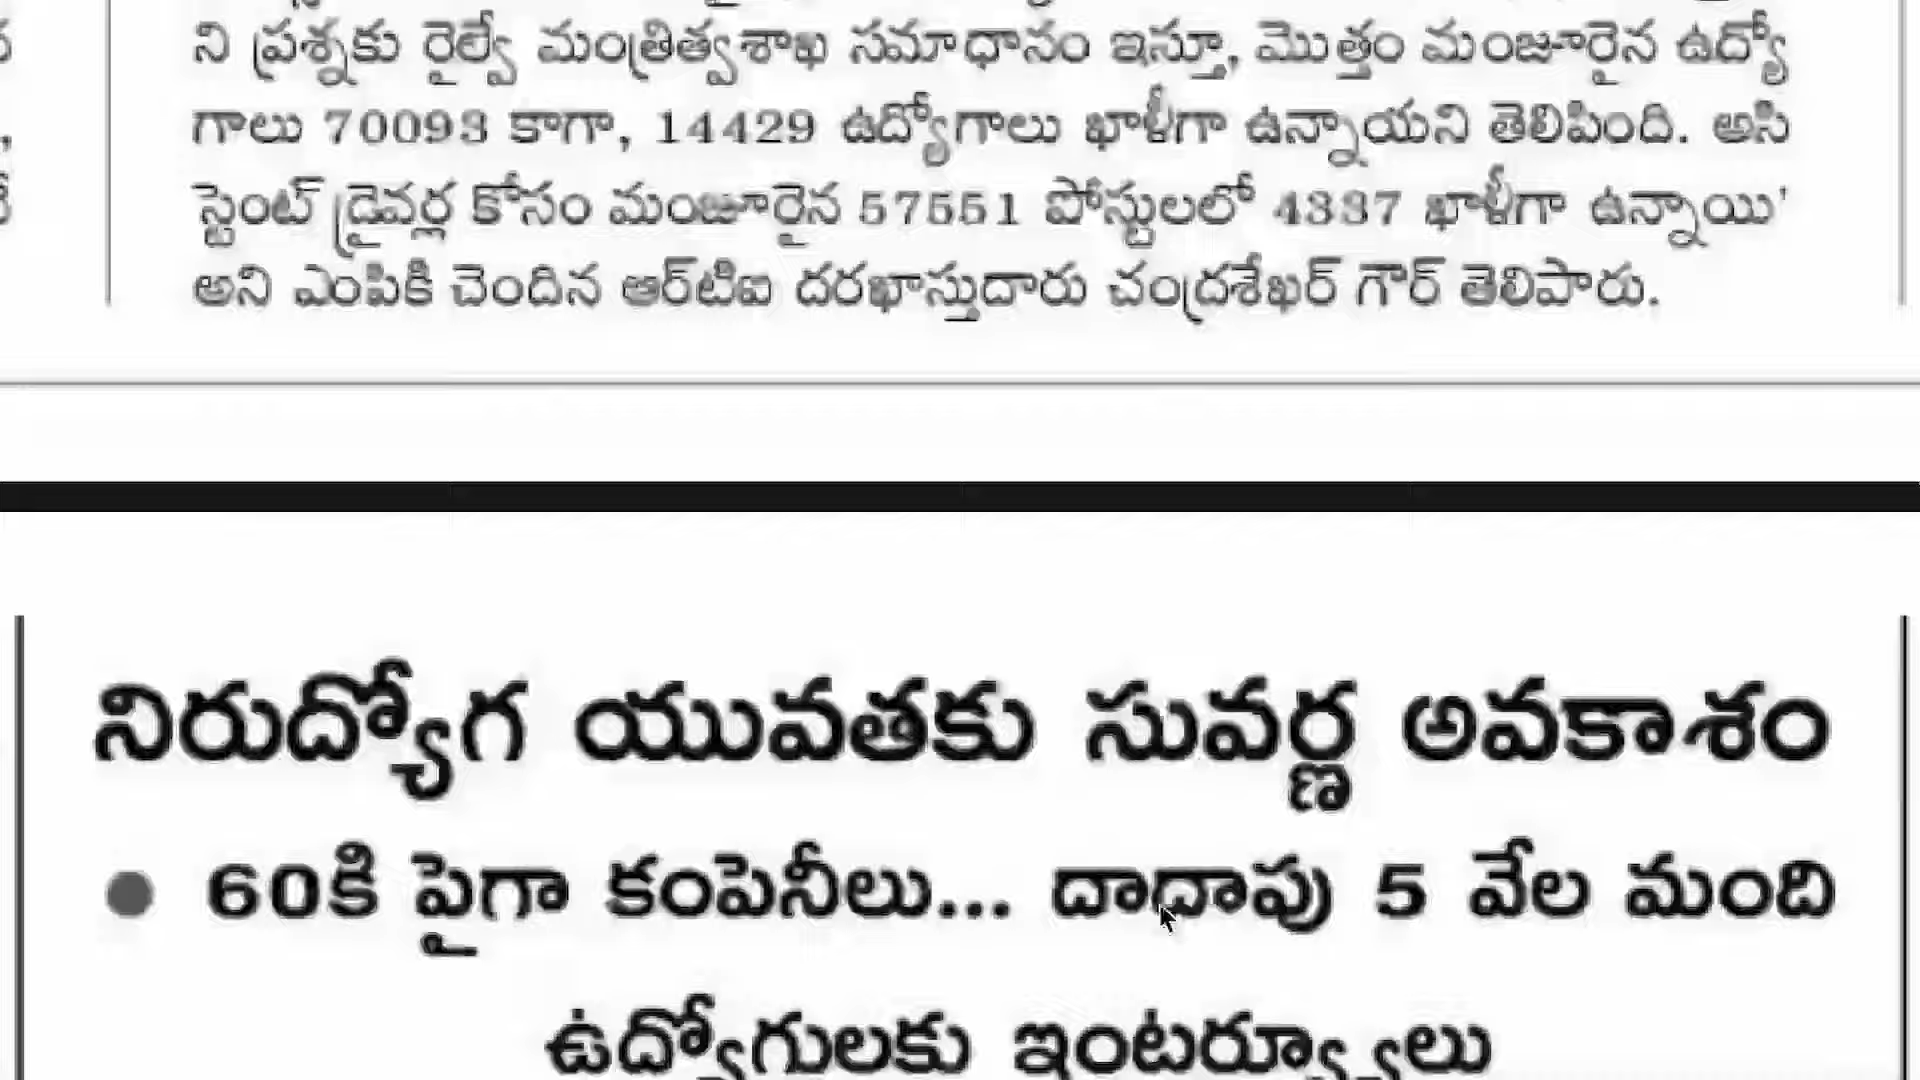 ని ప్రశ్నకు రైల్వే మంత్రిత్వశాఖ సమాధానం ఇస్తూ, మొత్తం మంజూరైన ఉద్యో
గాలు 70093 కాగా, 14429 ఉద్యోగాలు ఖాళీగా ఉన్నాయని తెలిపింది. అసి
స్టెంట్ డ్రైవర్ల కోసం మంజూరైన 57551 పోస్టులలో 4337 ఖాళీగా ఉన్నాయి'
అని ఎంపికి చెందిన ఆర్‌టిఐ దరఖాస్తుదారు చంద్రశేఖర్ గౌర్ తెలిపారు.
నిరుద్యోగ యువతకు సువర్ణ అవకాశం
● 60కి పైగా కంపెనీలు... దాదాపు 5 వేల మంది
ఉద్యోగులకు ఇంటర్వ్యూలు